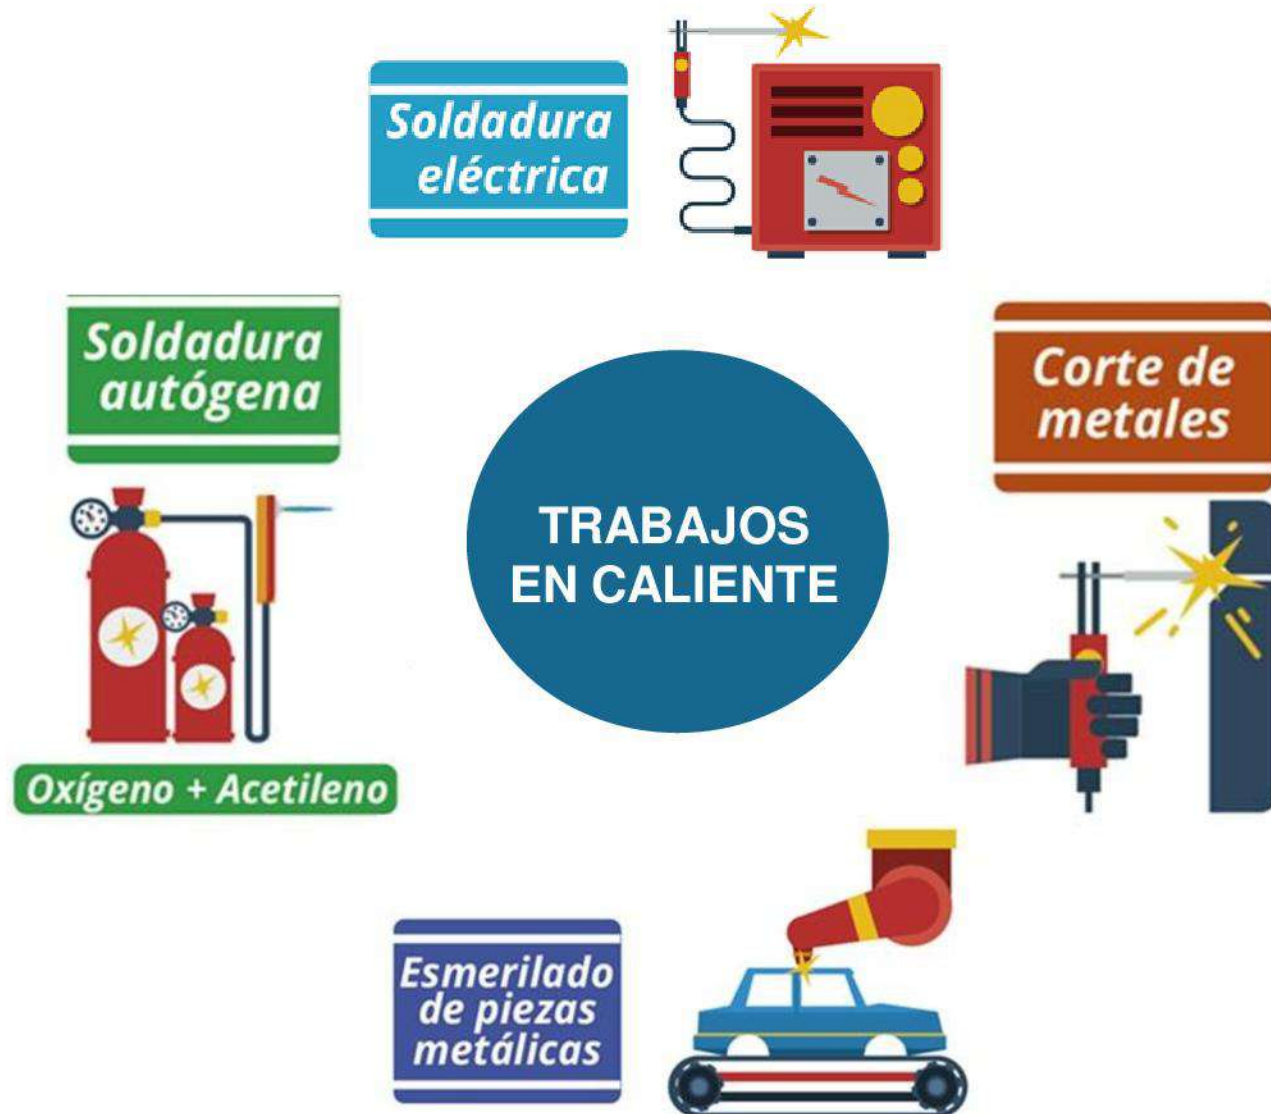 Soldadura
eléctrica
Soldadura
autógena
Corte de
metales
TRABAJOS
EN CALIENTE
Oxígeno + Acetileno
Esmerilado
de piezas
metálicas